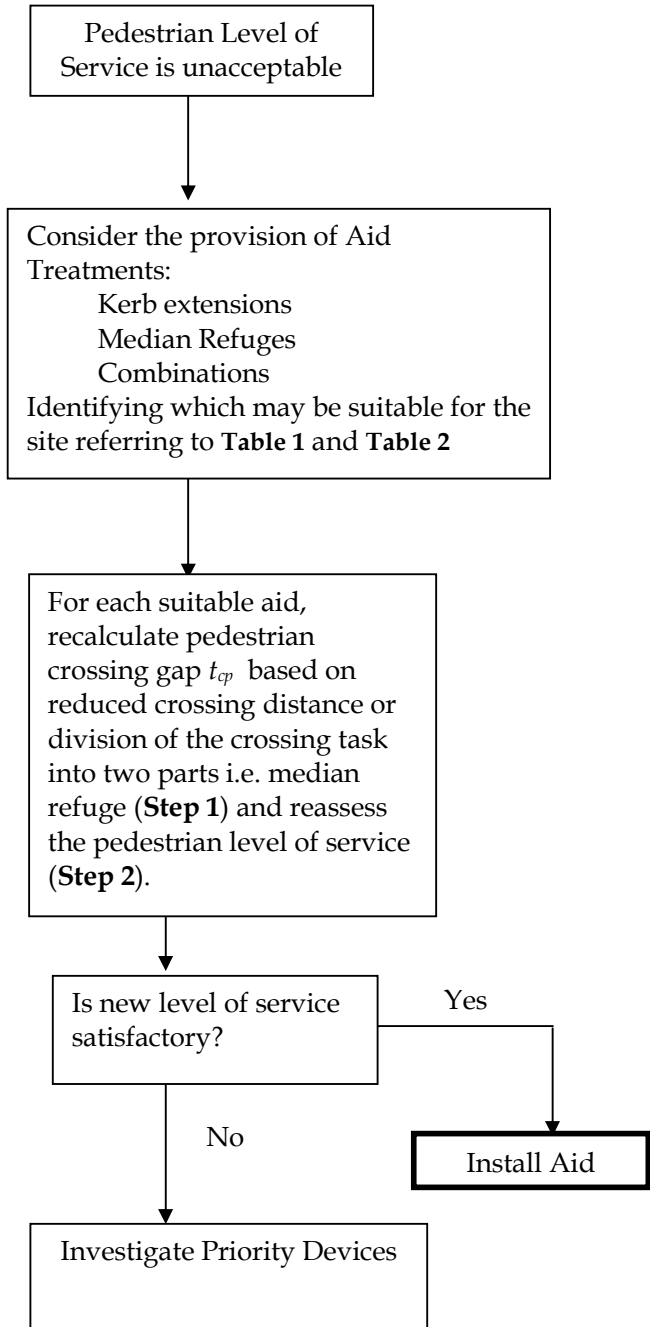 Pedestrian Level of
Service is unacceptable
Consider the provision of Aid
Treatments:
Kerb extensions
Median Refuges
Combinations
Identifying which may be suitable for the
site referring to Table 1 and Table 2
For each suitable aid,
recalculate pedestrian
crossing gap tcp based on
reduced crossing distance or
division of the crossing task
into two parts i.e. median
refuge (Step 1) and reassess
the pedestrian level of service
(Step 2).
Is new level of service
satisfactory?
Yes
No
Install Aid
Investigate Priority Devices